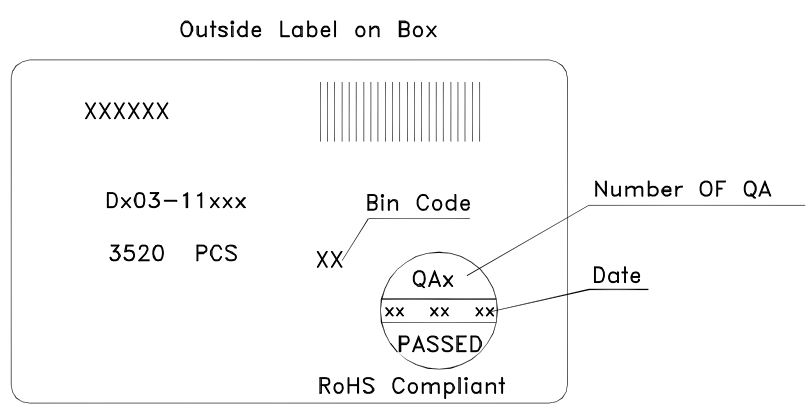 Outside Label on Box
XXXXXX
Dx03-11xxx
Bin Code
Number OF QA
3520 PCS
XX
QAx
Date
xx xx xx
PASSED
RoHS Compliant